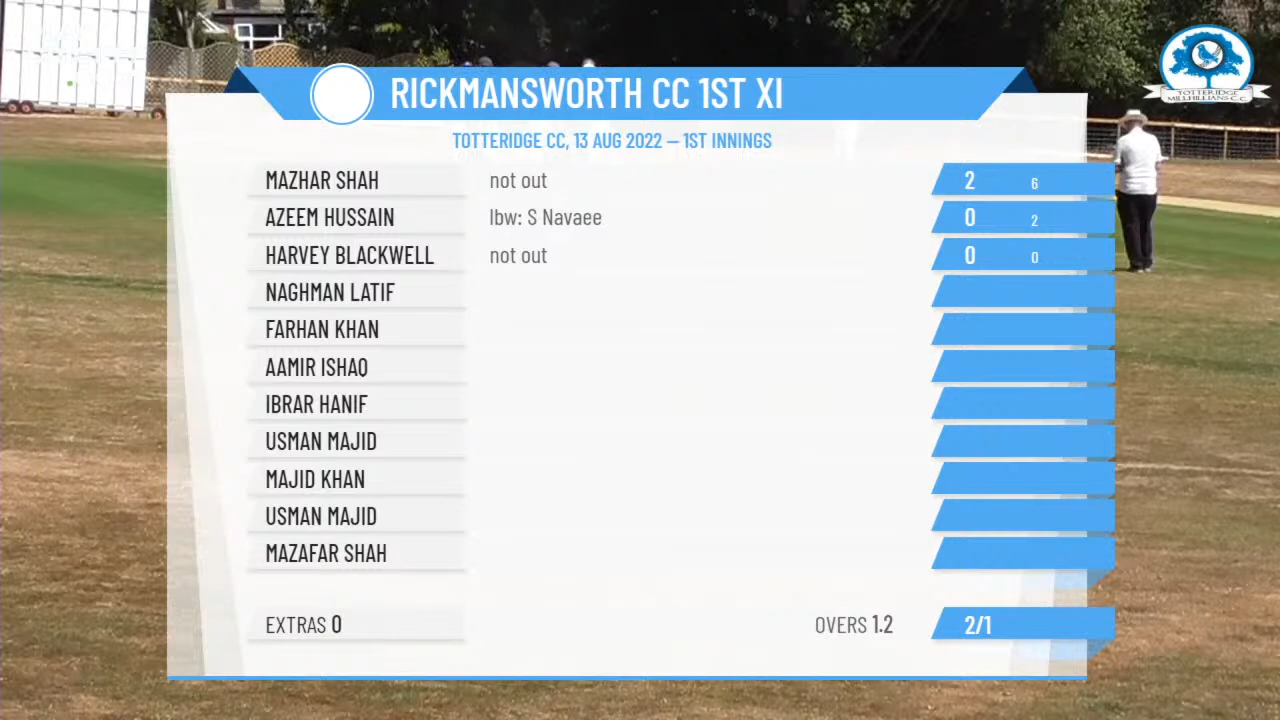 RICKMANSWORTH CC 1ST XI
TOTTERIDGE CC, 13 AUG 2022 – 1ST INNINGS
MAZHAR SHAH not out 2 6
AZEEM HUSSAIN lbw: S Navaee 0 2
HARVEY BLACKWELL not out 0 0
NAGHMAN LATIF
FARHAN KHAN
AAMIR ISHAQ
IBRAR HANIF
USMAN MAJID
MAJID KHAN
USMAN MAJID
MAZAFAR SHAH
EXTRAS 0 OVERS 1.2 2/1
TOTTERIDGE
MILLHILLIANS C.C.